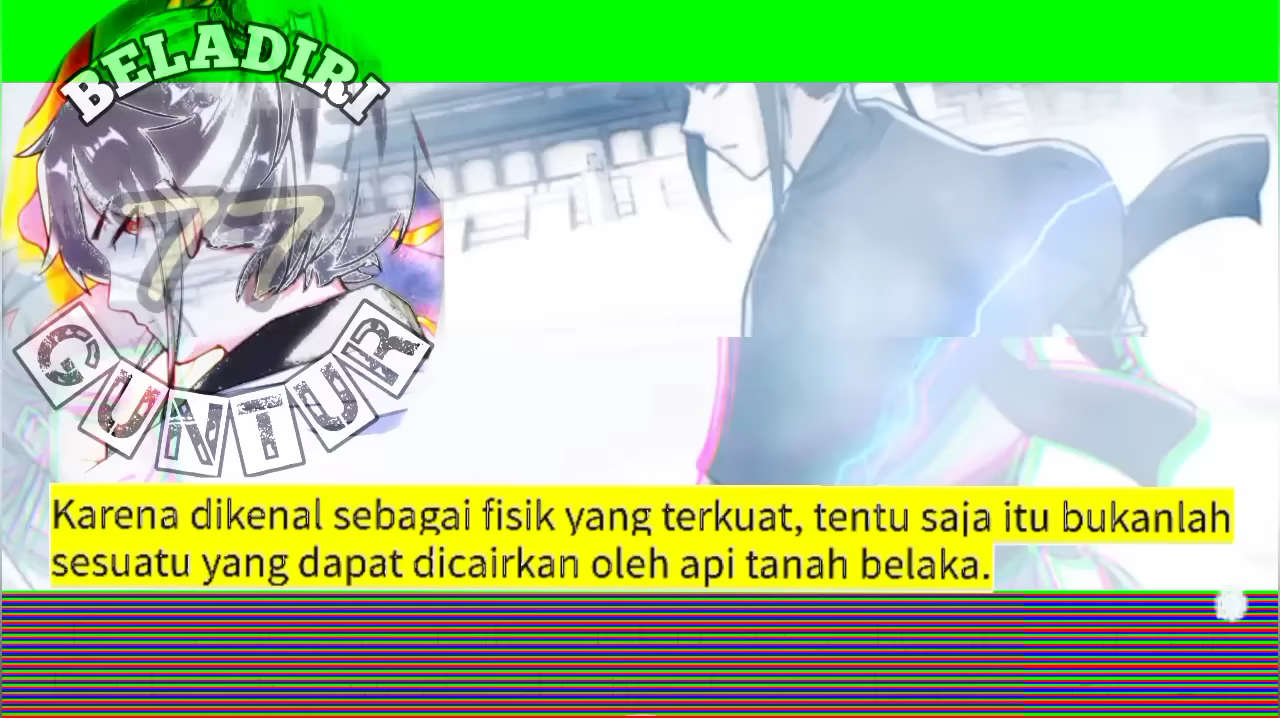 BELADIRI
77
GUNTUR
Karena dikenal sebagai fisik yang terkuat, tentu saja itu bukanlah
sesuatu yang dapat dicairkan oleh api tanah belaka.